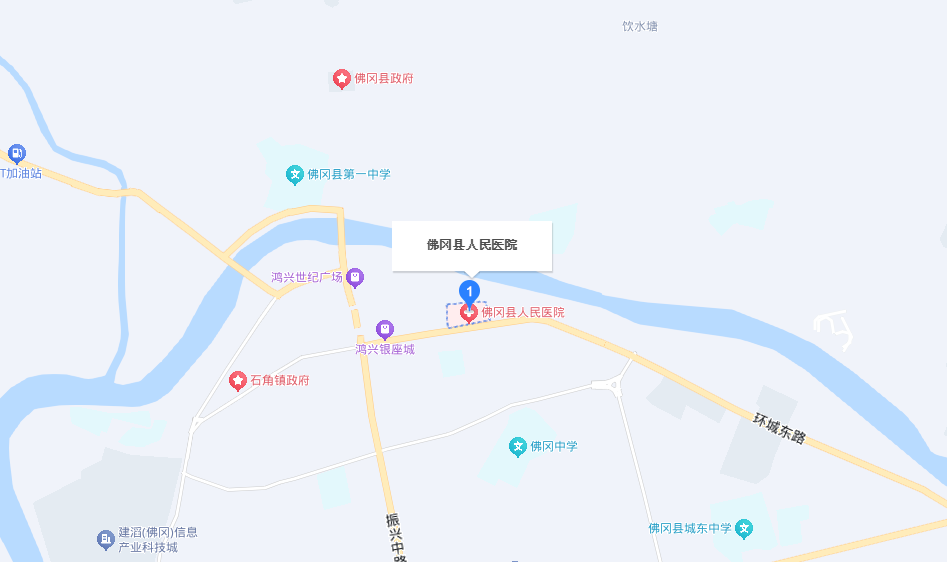 饮水塘
佛冈县政府
T加油站
佛冈县第一中学
佛冈县人民医院
鸿兴世纪广场
1
佛冈县人民医院
鸿兴银座城
石角镇政府
环城东路
佛冈中学
振兴中路
佛冈县城东中学
建滔(佛冈)信息
产业科技城